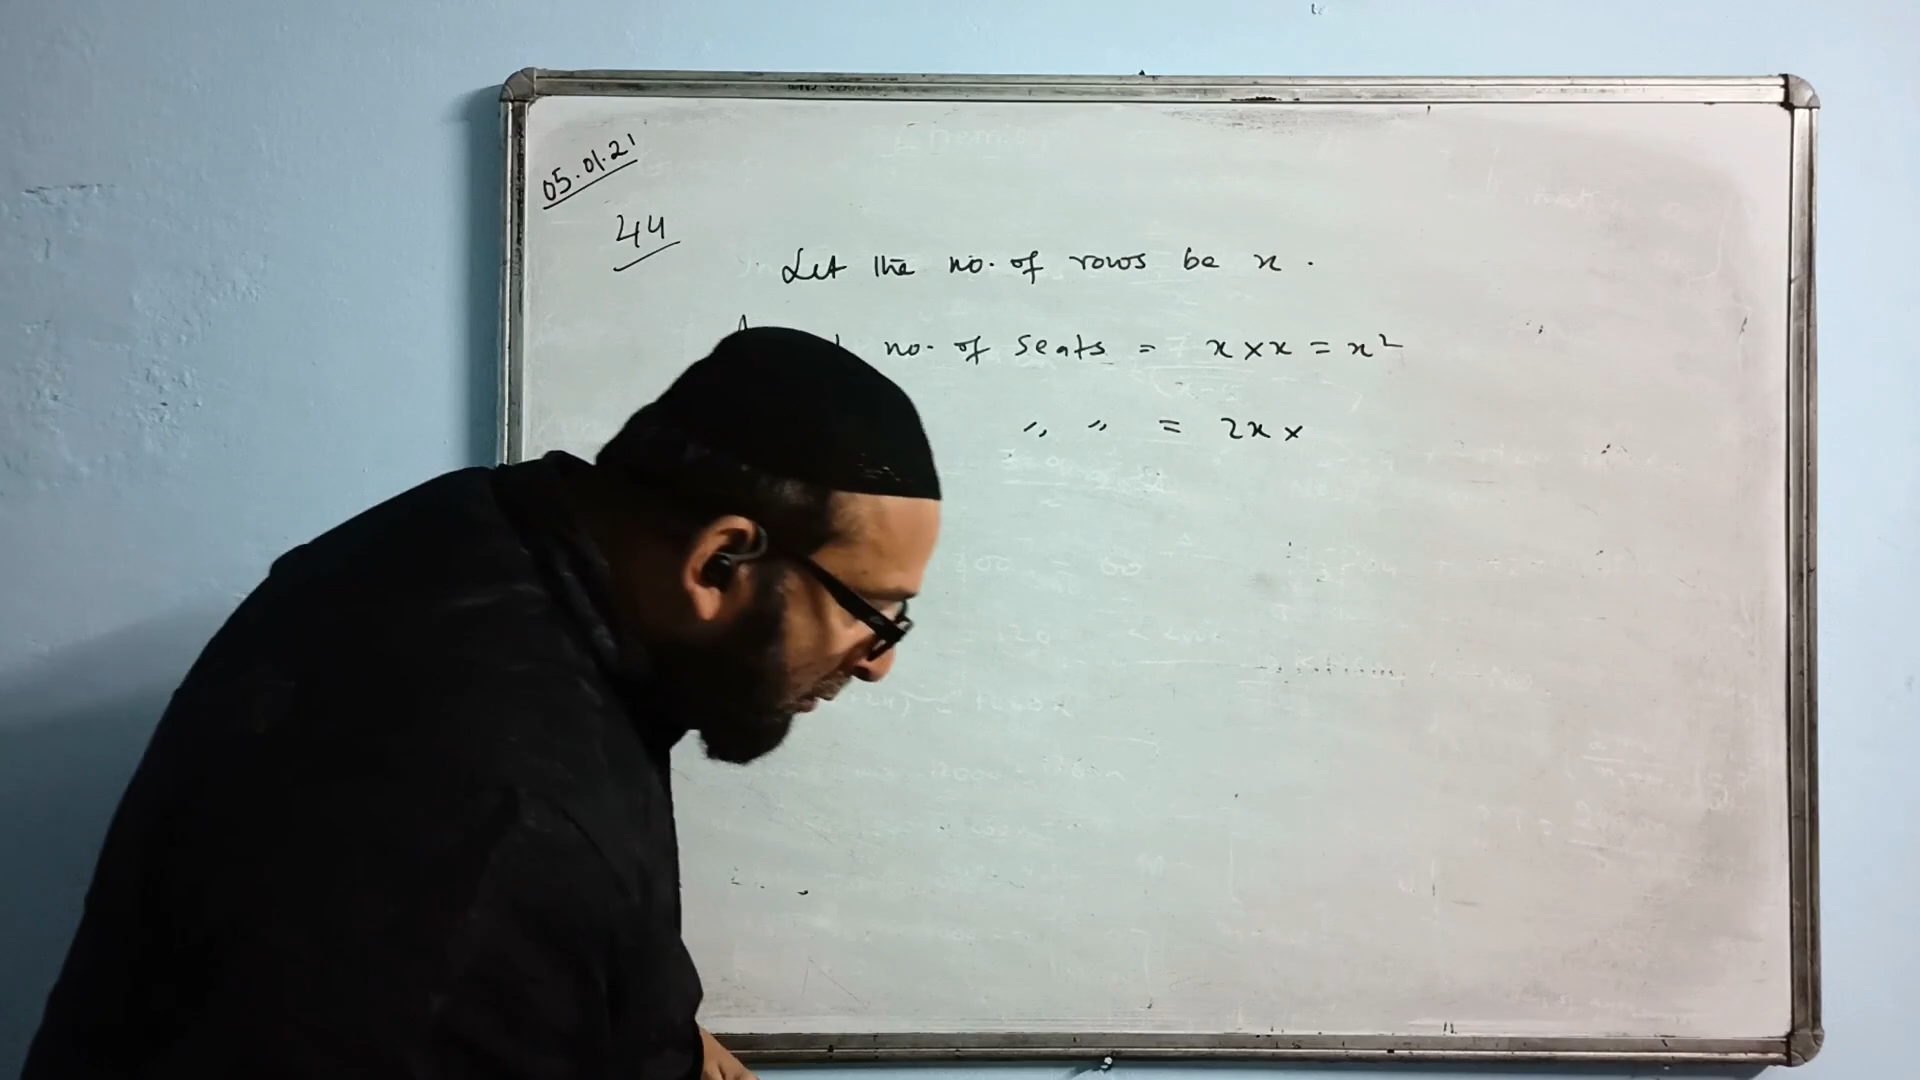 05.01.21
44
Let the no. of rows be x .
no. of seats = x × x = x²
〃 〃 = 2x ×